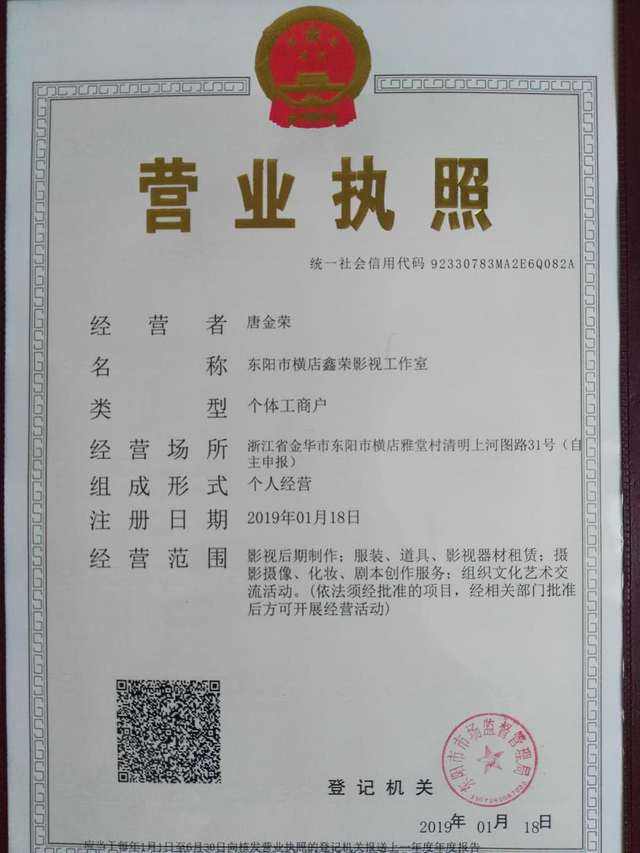 营业执照
统一社会信用代码 92330783MA2E6Q082A
经营者 唐金荣
名称 东阳市横店鑫荣影视工作室
类型 个体工商户
经营场所 浙江省金华市东阳市横店雅堂村清明上河图路31号（自
主申报）
组成形式 个人经营
注册日期 2019年01月18日
经营范围 影视后期制作；服装、道具、影视器材租赁；摄
影摄像、化妆、剧本创作服务；组织文化艺术交
流活动。(依法须经批准的项目，经相关部门批准
后方可开展经营活动)
东阳市市场监督管理局
登记机关
2019年 01月 18日
应当于每年1月1日至6月30日向核发营业执照的登记机关报送上一年度年度报告